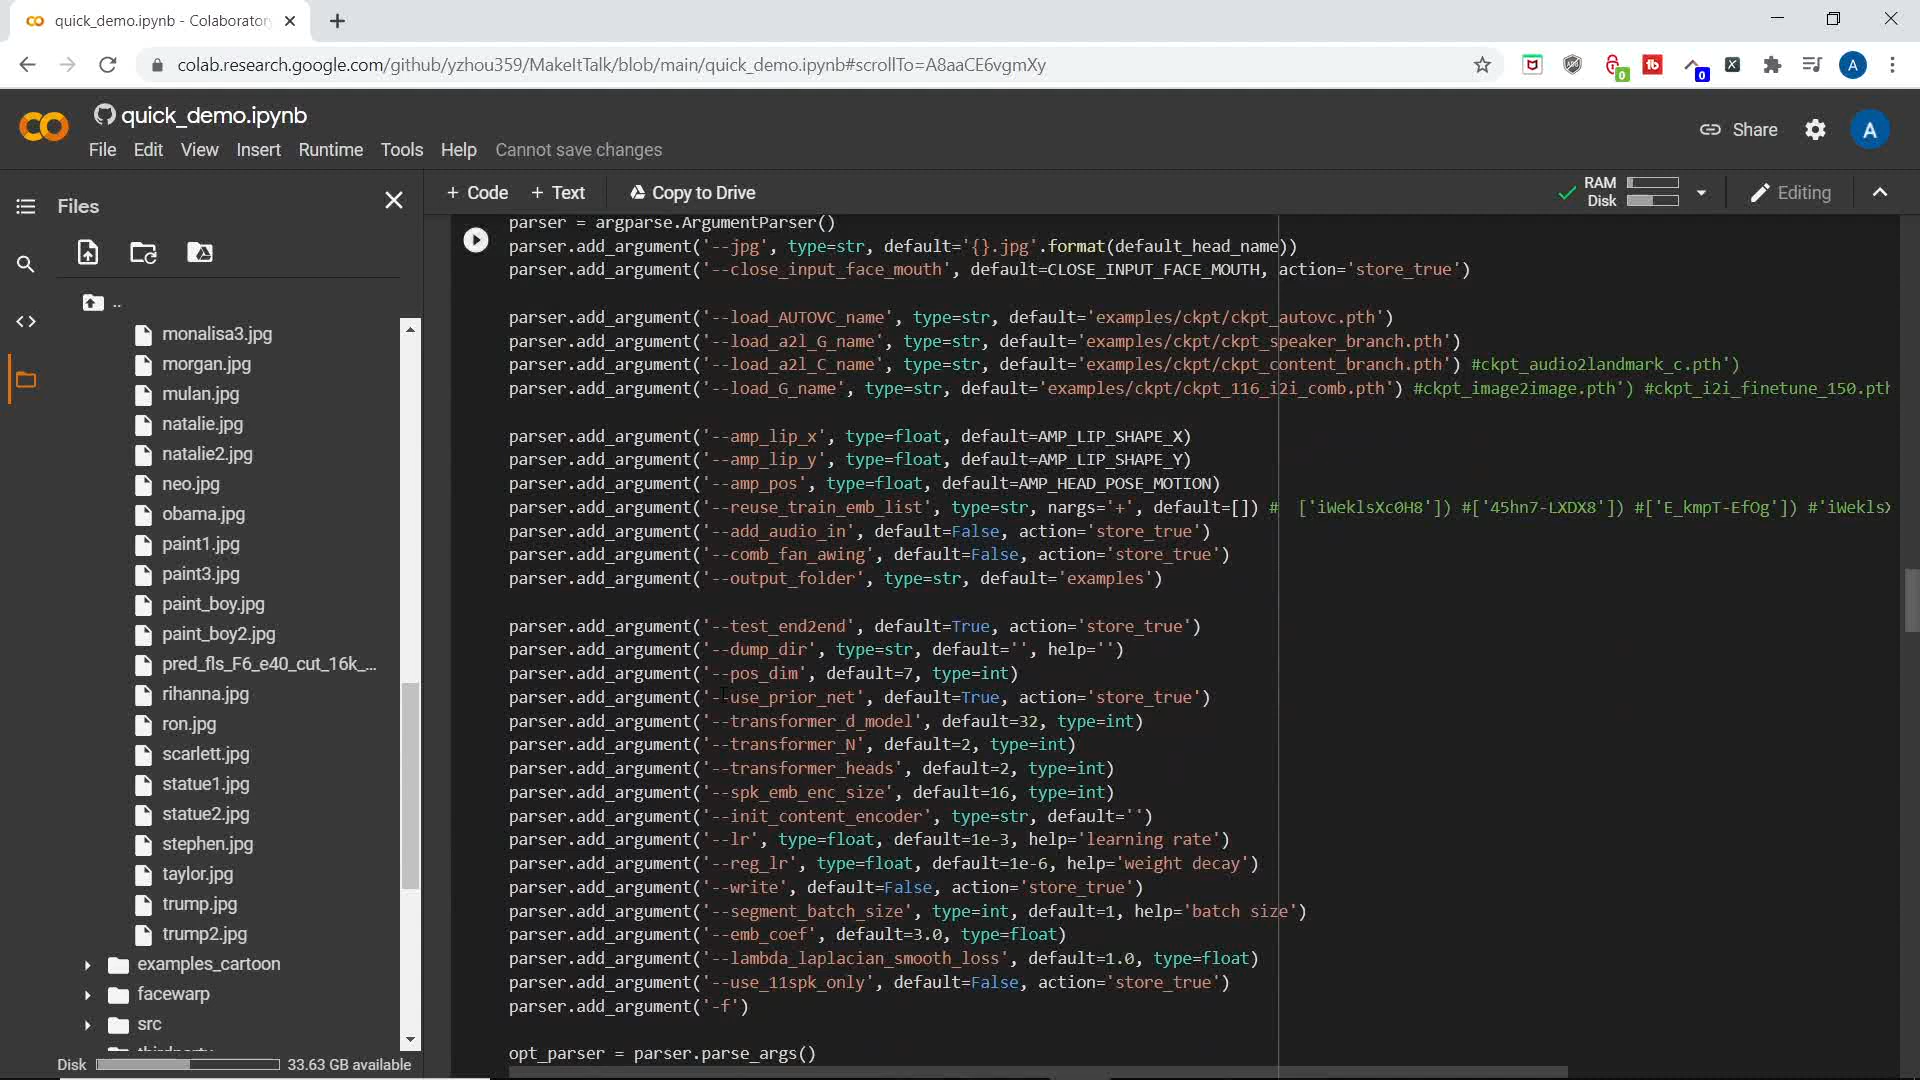 quick_demo.ipynb - Colaboratory
colab.research.google.com/github/yzhou359/MakeItTalk/blob/main/quick_demo.ipynb#scrollTo=A8aaCE6vgmXy
0
0
A
quick_demo.ipynb
File Edit View Insert Runtime Tools Help Cannot save changes
Share
A
Files
+ Code + Text Copy to Drive
RAM
Disk
Editing
..
monalisa3.jpg
morgan.jpg
mulan.jpg
natalie.jpg
natalie2.jpg
neo.jpg
obama.jpg
paint1.jpg
paint3.jpg
paint_boy.jpg
paint_boy2.jpg
pred_fls_F6_e40_cut_16k_...
rihanna.jpg
ron.jpg
scarlett.jpg
statue1.jpg
statue2.jpg
stephen.jpg
taylor.jpg
trump.jpg
trump2.jpg
examples_cartoon
facewarp
src
Disk 33.63 GB available
parser = argparse.ArgumentParser()
parser.add_argument('--jpg', type=str, default='{}.jpg'.format(default_head_name))
parser.add_argument('--close_input_face_mouth', default=CLOSE_INPUT_FACE_MOUTH, action='store_true')
parser.add_argument('--load_AUTOVC_name', type=str, default='examples/ckpt/ckpt_autovc.pth')
parser.add_argument('--load_a2l_G_name', type=str, default='examples/ckpt/ckpt_speaker_branch.pth')
parser.add_argument('--load_a2l_C_name', type=str, default='examples/ckpt/ckpt_content_branch.pth') #ckpt_audio2landmark_c.pth')
parser.add_argument('--load_G_name', type=str, default='examples/ckpt/ckpt_116_i2i_comb.pth') #ckpt_image2image.pth') #ckpt_i2i_finetune_150.pth
parser.add_argument('--amp_lip_x', type=float, default=AMP_LIP_SHAPE_X)
parser.add_argument('--amp_lip_y', type=float, default=AMP_LIP_SHAPE_Y)
parser.add_argument('--amp_pos', type=float, default=AMP_HEAD_POSE_MOTION)
parser.add_argument('--reuse_train_emb_list', type=str, nargs='+', default=[]) # ['iWeklsXc0H8']) #['45hn7-LXDX8']) #['E_kmpT-EfOg']) #'iWekls
parser.add_argument('--add_audio_in', default=False, action='store_true')
parser.add_argument('--comb_fan_awing', default=False, action='store_true')
parser.add_argument('--output_folder', type=str, default='examples')
parser.add_argument('--test_end2end', default=True, action='store_true')
parser.add_argument('--dump_dir', type=str, default='', help='')
parser.add_argument('--pos_dim', default=7, type=int)
parser.add_argument('--use_prior_net', default=True, action='store_true')
parser.add_argument('--transformer_d_model', default=32, type=int)
parser.add_argument('--transformer_N', default=2, type=int)
parser.add_argument('--transformer_heads', default=2, type=int)
parser.add_argument('--spk_emb_enc_size', default=16, type=int)
parser.add_argument('--init_content_encoder', type=str, default='')
parser.add_argument('--lr', type=float, default=1e-3, help='learning rate')
parser.add_argument('--reg_lr', type=float, default=1e-6, help='weight decay')
parser.add_argument('--write', default=False, action='store_true')
parser.add_argument('--segment_batch_size', type=int, default=1, help='batch size')
parser.add_argument('--emb_coef', default=3.0, type=float)
parser.add_argument('--lambda_laplacian_smooth_loss', default=1.0, type=float)
parser.add_argument('--use_11spk_only', default=False, action='store_true')
parser.add_argument('-f')
opt_parser = parser.parse_args()